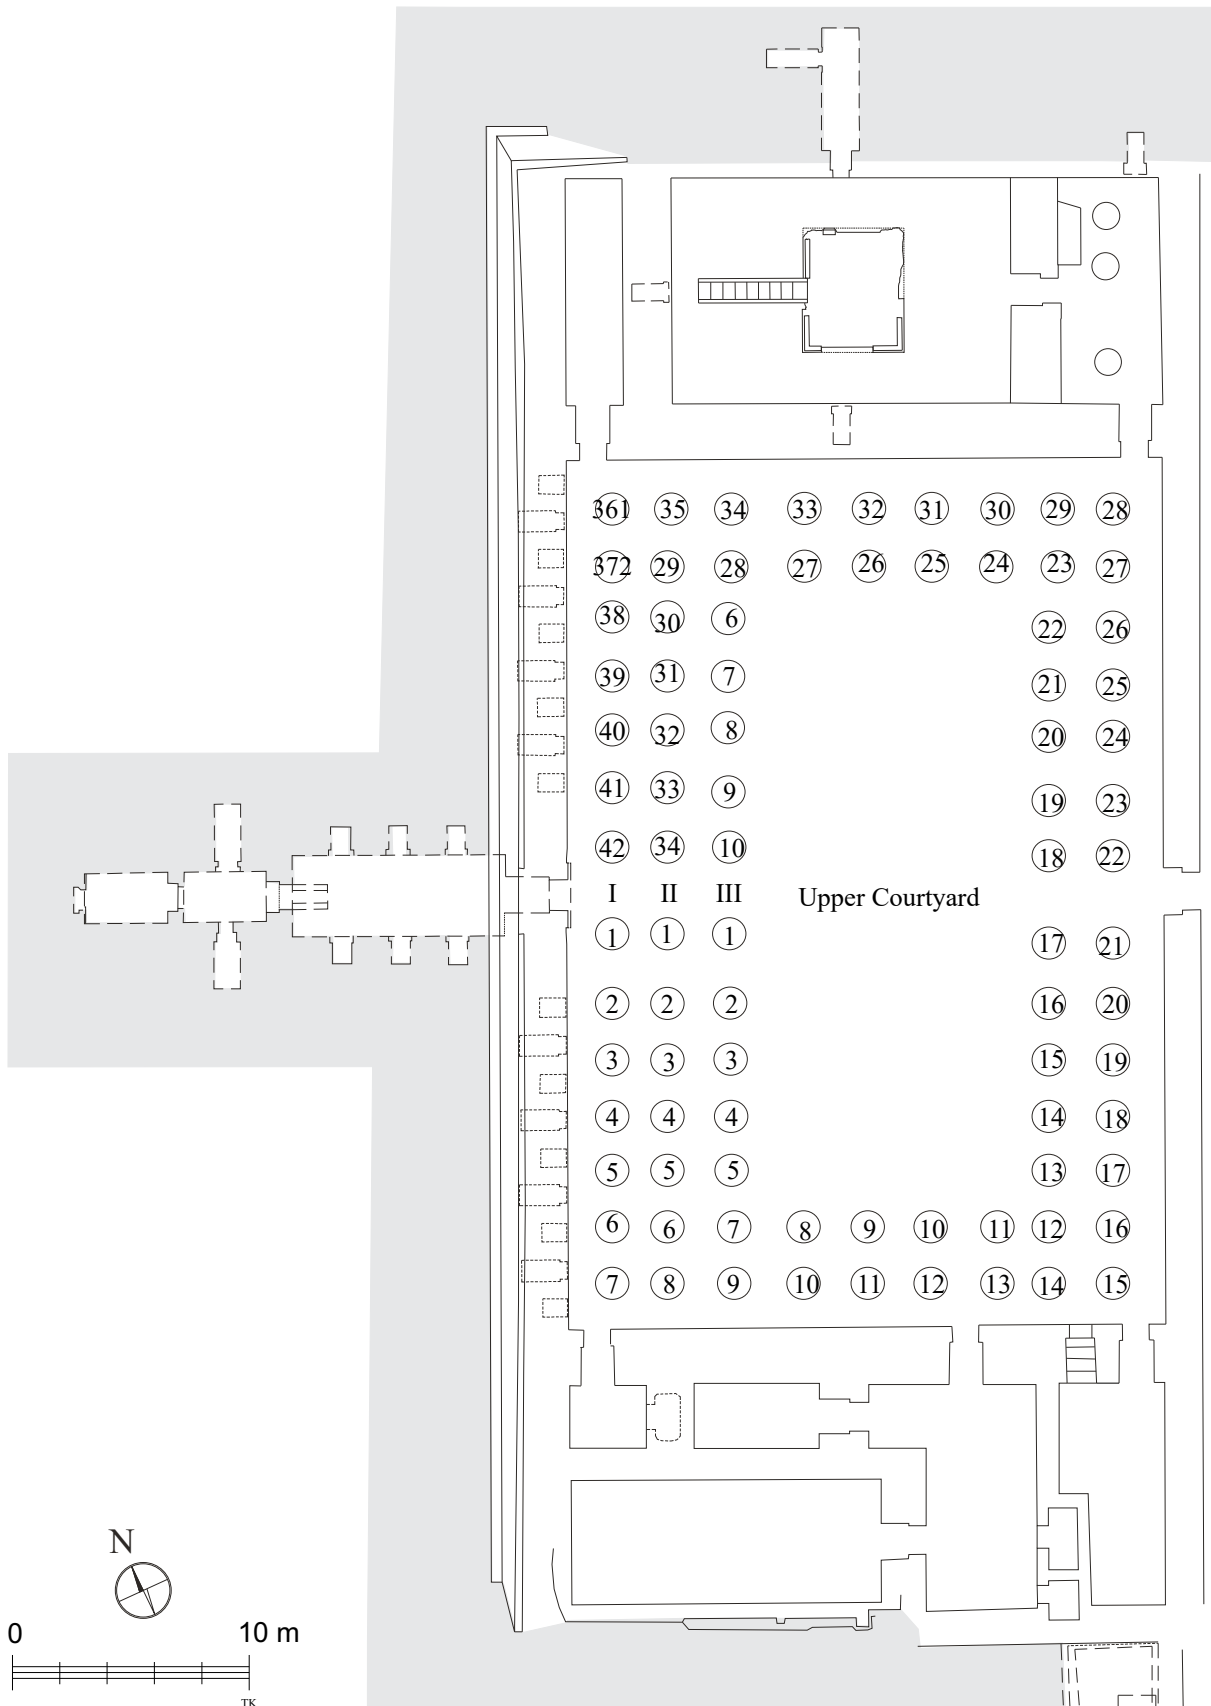 361 35 34 33 32 31 30 29 28
372 29 28 27 26 25 24 23 27
38 30 6 22 26
39 31 7 21 25
40 32 8 20 24
41 33 9 19 23
42 34 10 18 22
I II III Upper Courtyard
1 1 1 17 21
2 2 2 16 20
3 3 3 15 19
4 4 4 14 18
5 5 5 13 17
6 6 7 8 9 10 11 12 16
7 8 9 10 11 12 13 14 15
N
0 10 m
TK